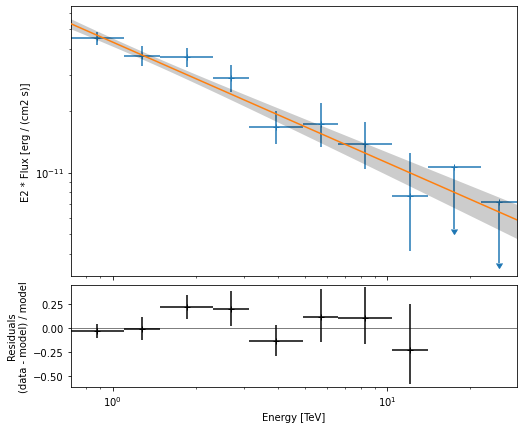 E2 * Flux [erg / (cm2 s)]
10⁻¹¹
Residuals
(data - model) / model
0.25
0.00
−0.25
−0.50
10⁰
10¹
Energy [TeV]